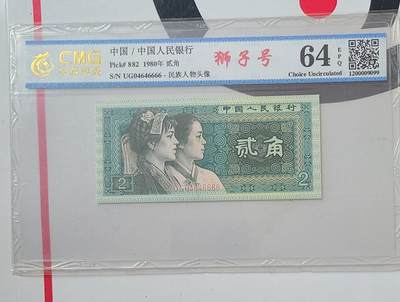 CMG
中国/中国人民银行
Pick# 882 1980年 贰角
S/N UG04646666 - 民族人物头像
狮子号
64 EPQ
Choice Uncirculated
1200009099
中国人民银行
贰角
2
2